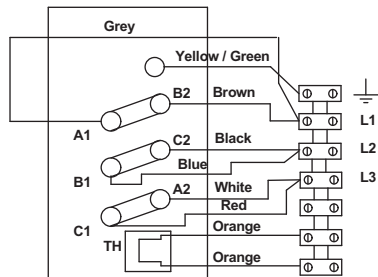 Grey
Yellow / Green
B2 Brown
L1
A1
C2 Black
L2
Blue
B1
A2 White
L3
Red
C1
TH
Orange
Orange